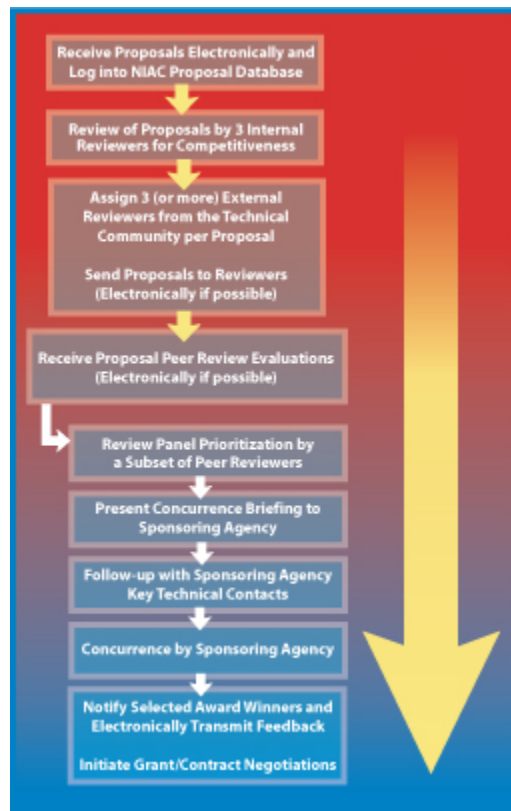 Receive Proposals Electronically and
Log into NIAC Proposal Database
Review of Proposals by 3 Internal
Reviewers for Competitiveness
Assign 3 (or more) External
Reviewers from the Technical
Community per Proposal
Send Proposals to Reviewers
(Electronically if possible)
Receive Proposal Peer Review Evaluations
(Electronically if possible)
Review Panel Prioritization by
a Subset of Peer Reviewers
Present Concurrence Briefing to
Sponsoring Agency
Follow-up with Sponsoring Agency
Key Technical Contacts
Concurrence by Sponsoring Agency
Notify Selected Award Winners and
Electronically Transmit Feedback
Initiate Grant/Contract Negotiations